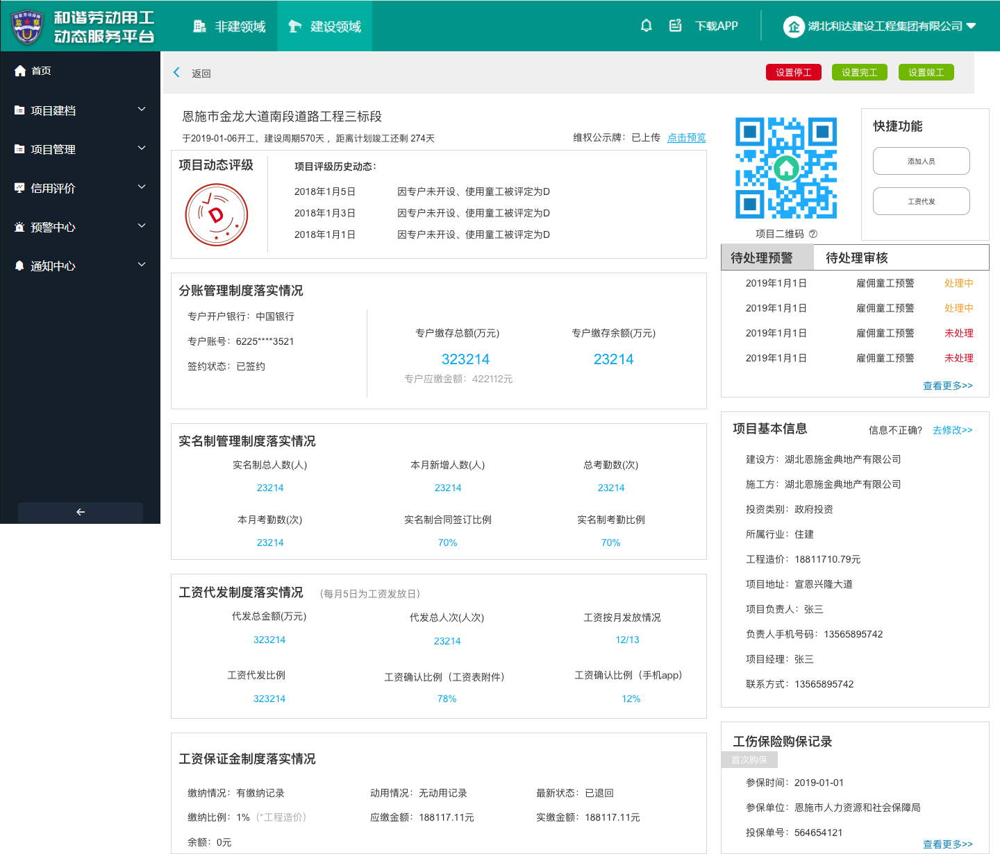 和谐劳动用工
动态服务平台
非建领域
建设领域
下载APP
湖北利达建设工程集团有限公司
首页
项目建档
项目管理
信用评价
预警中心
通知中心
返回
设置停工
设置完工
设置竣工
恩施市金龙大道南段道路工程三标段
于2019-01-06开工，建设周期570天 ，距离计划竣工还剩 274天
维权公示牌：已上传 点击预览
项目动态评级
D
项目评级历史动态：
2018年1月5日 因专户未开设、使用童工被评定为D
2018年1月3日 因专户未开设、使用童工被评定为D
2018年1月1日 因专户未开设、使用童工被评定为D
项目二维码 ?
快捷功能
添加人员
工资代发
待处理预警 待处理审核
2019年1月1日 雇佣童工预警 处理中
2019年1月1日 雇佣童工预警 处理中
2019年1月1日 雇佣童工预警 未处理
2019年1月1日 雇佣童工预警 未处理
查看更多>>
分账管理制度落实情况
专户开户银行：中国银行
专户账号：6225****3521
签约状态：已签约
专户缴存总额(万元) 专户缴存余额(万元)
323214 23214
专户应缴金额：422112元
实名制管理制度落实情况
实名制总人数(人) 本月新增人数(人) 总考勤数(次)
23214 23214 23214
本月考勤数(次) 实名制合同签订比例 实名制考勤比例
23214 70% 70%
工资代发制度落实情况 （每月5日为工资发放日）
代发总金额(万元) 代发总人次(人次) 工资按月发放情况
323214 23214 12/13
工资代发比例 工资确认比例（工资表附件） 工资确认比例（手机app）
323214 78% 12%
工资保证金制度落实情况
缴纳情况：有缴纳记录 动用情况：无动用记录 最新状态：已退回
缴纳比例：1%（*工程造价） 应缴金额：188117.11元 实缴金额：188117.11元
余额：0元
项目基本信息 信息不正确？ 去修改>>
建设方：湖北恩施金典地产有限公司
施工方：湖北恩施金典地产有限公司
投资类别：政府投资
所属行业：住建
工程造价：18811710.79元
项目地址：宣恩兴隆大道
项目负责人：张三
负责人手机号码：13565895742
项目经理：张三
联系方式：13565895742
工伤保险购保记录
首次购保
参保时间：2019-01-01
参保单位：恩施市人力资源和社会保障局
投保单号：564654121
查看更多>>